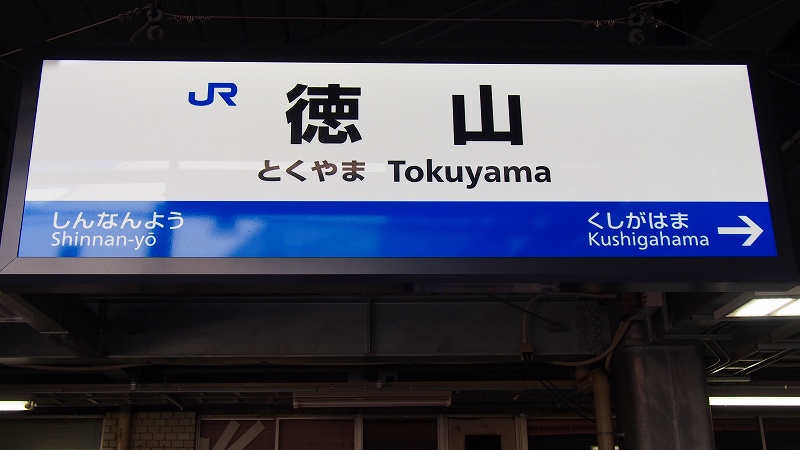 JR 徳山
とくやま Tokuyama
しんなんよう くしがはま
Shinnan-yō Kushigahama